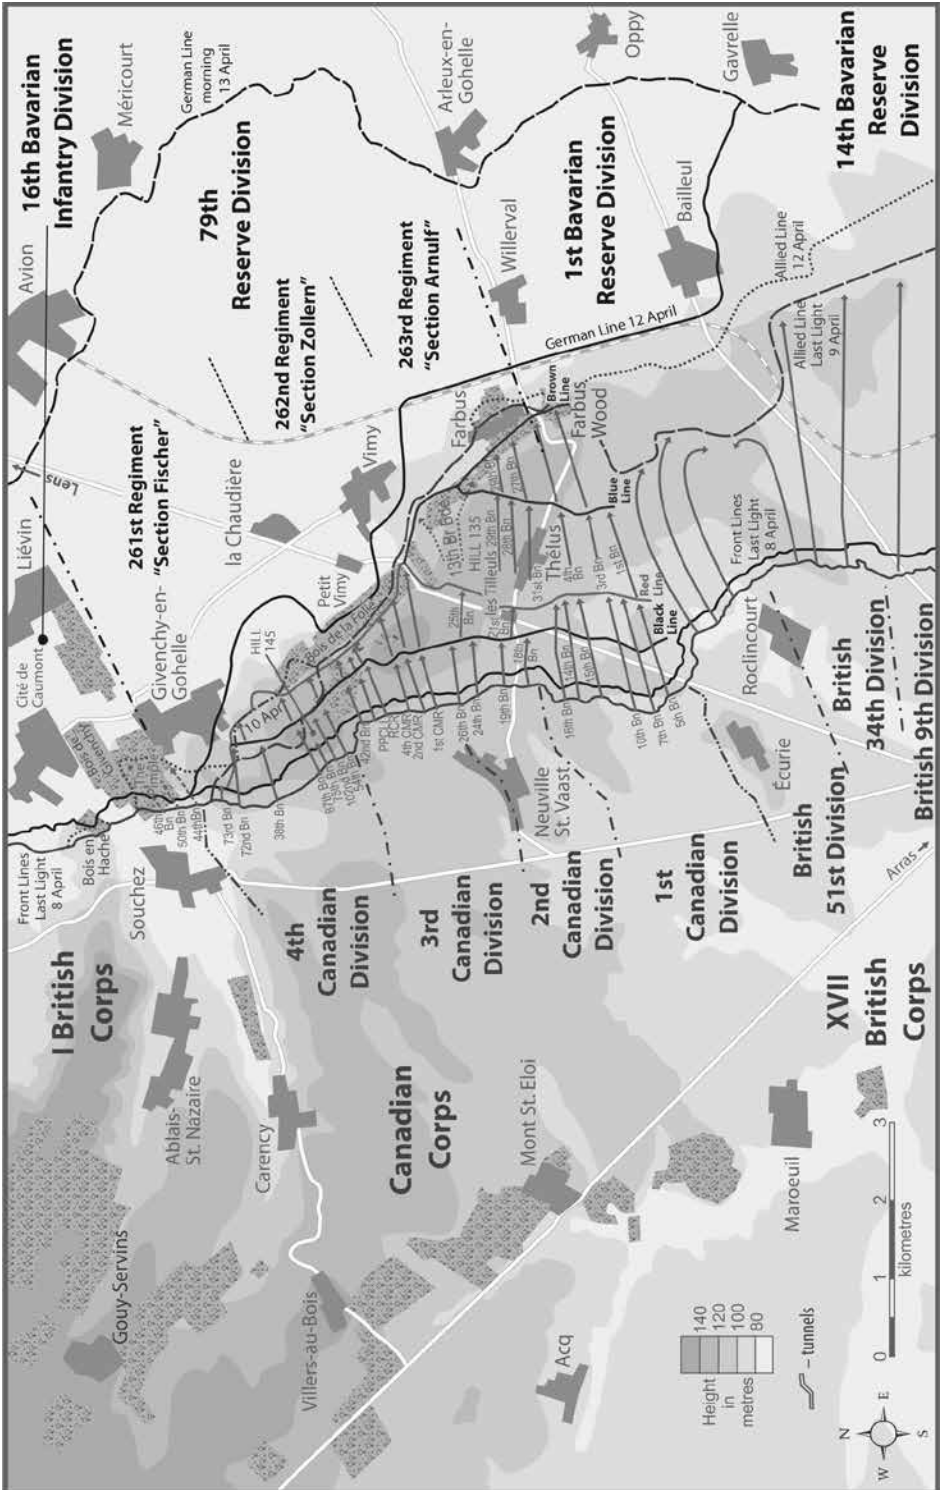 16th Bavarian
Infantry Division
Méricourt
German Line
morning
13 April
Avion
79th
Reserve Division
Arleux-en-
Gohelle
Oppy
Gavrelle
14th Bavarian
Reserve
Division
Lens
262nd Regiment
"Section Zollern"
263rd Regiment
"Section Arnulf"
Willerval
1st Bavarian
Reserve Division
Bailleul
Allied Line
12 April
German Line 12 April
Liévin
261st Regiment
"Section Fischer"
la Chaudière
Vimy
Farbus
Brown
Line
Farbus
Wood
Allied Line
Last Light
9 April
Cité de
Caumont
Givenchy-en-
Gohelle
HILL
145
Petit
Vimy
Bois de la Folie
HILL 135
29th Bn
27th Bn
28th Bn
les Tilleuls
31st Bn
Thélus
Blue
Line
4th
Bn
3rd Bn
1st Bn
Red
Line
Black
Line
Front Lines
Last Light
8 April
Bois de
Givenchy
The
Pimple
10 April
25th
Bn
21st
Bn
18th
Bn
14th Bn
15th Bn
Roclincourt
British
34th Division
British 9th Division
Front Lines
Last Light
8 April
Bois en
Hache
46th
Bn
50th Bn
44th Bn
73rd Bn
72nd Bn
38th Bn
87th Bn
75th Bn
102nd Bn
54th
42nd Bn
PPCLI
RCR
4th CMR
2nd CMR
1st CMR
26th Bn
24th Bn
19th Bn
16th Bn
10th Bn
7th Bn
5th Bn
Souchez
Neuville
St. Vaast
Écurie
I British
Corps
4th
Canadian
Division
3rd
Canadian
Division
2nd
Canadian
Division
1st
Canadian
Division
British
51st Division
Arras
Ablais-
St. Nazaire
Carency
Canadian
Corps
Mont St. Eloi
Maroeuil
XVII
British
Corps
Gouy-Servins
Villers-au-Bois
Acq
Height
in
metres
140
120
100
80
– tunnels
0 1 2 3
kilometres
N
W E
S